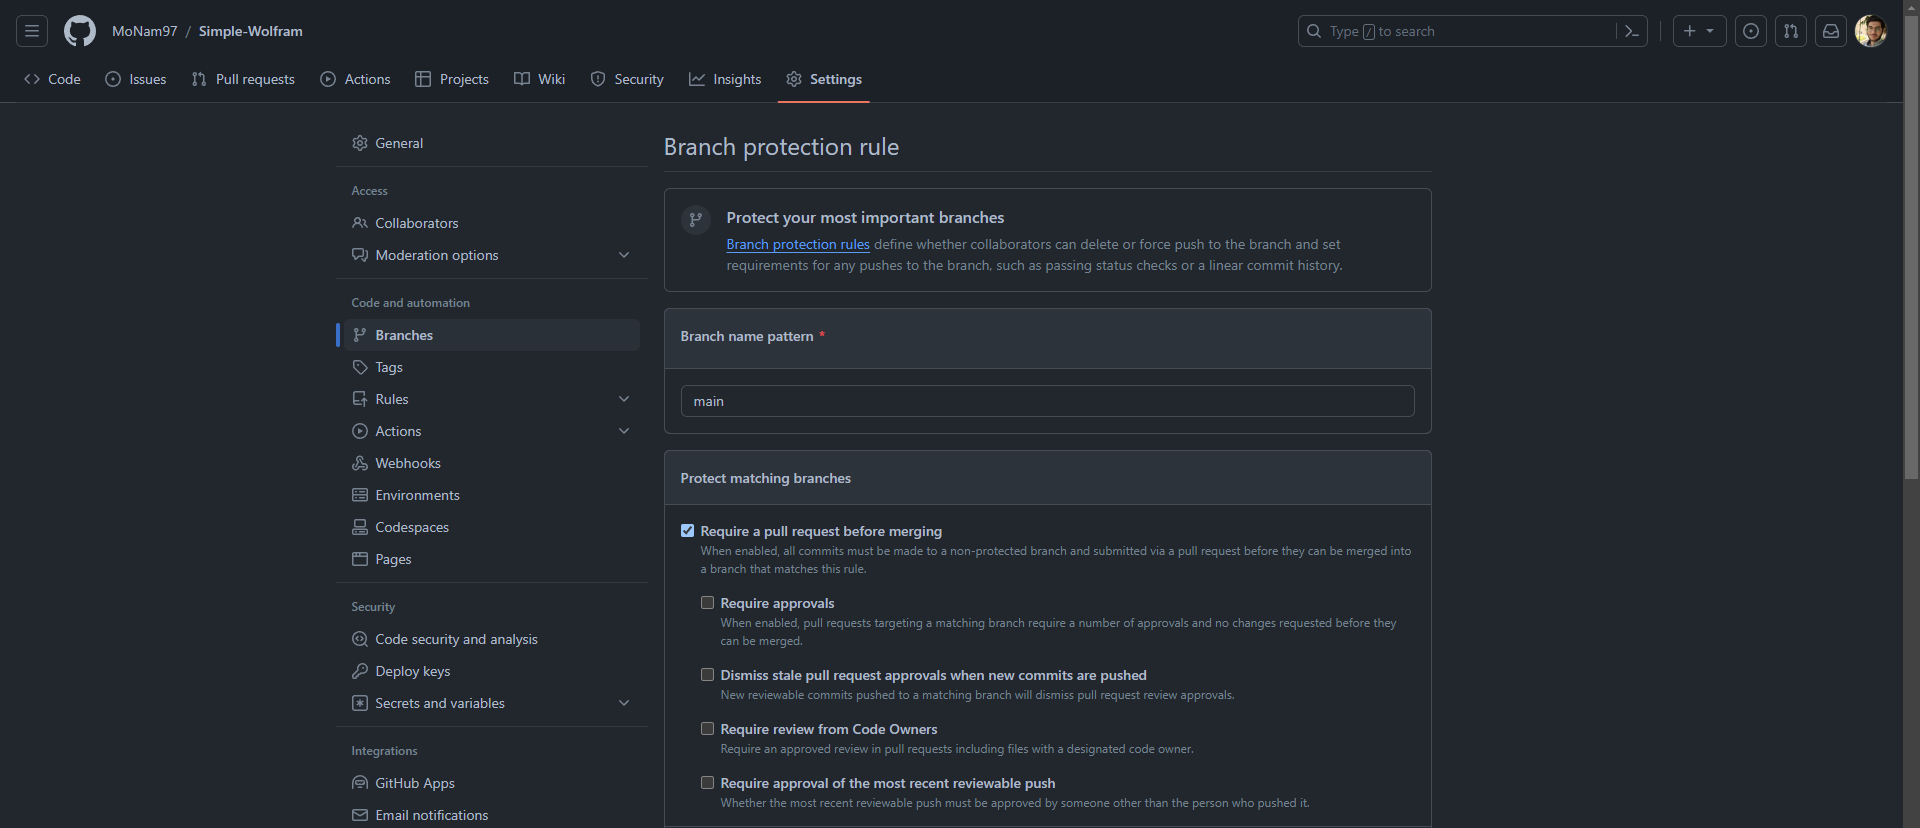 MoNam97 / Simple-Wolfram
Type / to search
Code
Issues
Pull requests
Actions
Projects
Wiki
Security
Insights
Settings
General
Access
Collaborators
Moderation options
Code and automation
Branches
Tags
Rules
Actions
Webhooks
Environments
Codespaces
Pages
Security
Code security and analysis
Deploy keys
Secrets and variables
Integrations
GitHub Apps
Email notifications
Branch protection rule
Protect your most important branches
Branch protection rules define whether collaborators can delete or force push to the branch and set
requirements for any pushes to the branch, such as passing status checks or a linear commit history.
Branch name pattern *
main
Protect matching branches
Require a pull request before merging
When enabled, all commits must be made to a non-protected branch and submitted via a pull request before they can be merged into
a branch that matches this rule.
Require approvals
When enabled, pull requests targeting a matching branch require a number of approvals and no changes requested before they
can be merged.
Dismiss stale pull request approvals when new commits are pushed
New reviewable commits pushed to a matching branch will dismiss pull request review approvals.
Require review from Code Owners
Require an approved review in pull requests including files with a designated code owner.
Require approval of the most recent reviewable push
Whether the most recent reviewable push must be approved by someone other than the person who pushed it.